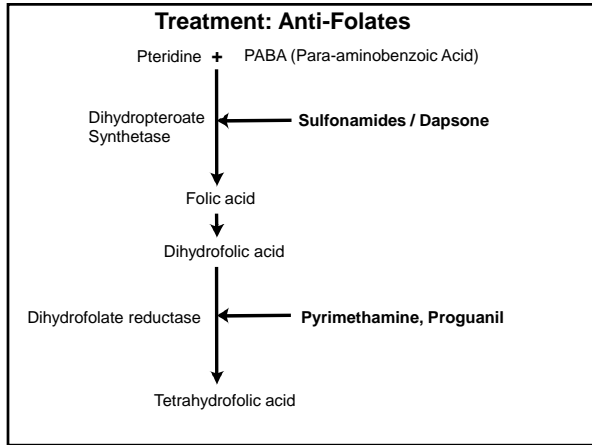 Treatment: Anti-Folates
Pteridine + PABA (Para-aminobenzoic Acid)
Dihydropteroate
Synthetase
Sulfonamides / Dapsone
Folic acid
Dihydrofolic acid
Dihydrofolate reductase
Pyrimethamine, Proguanil
Tetrahydrofolic acid